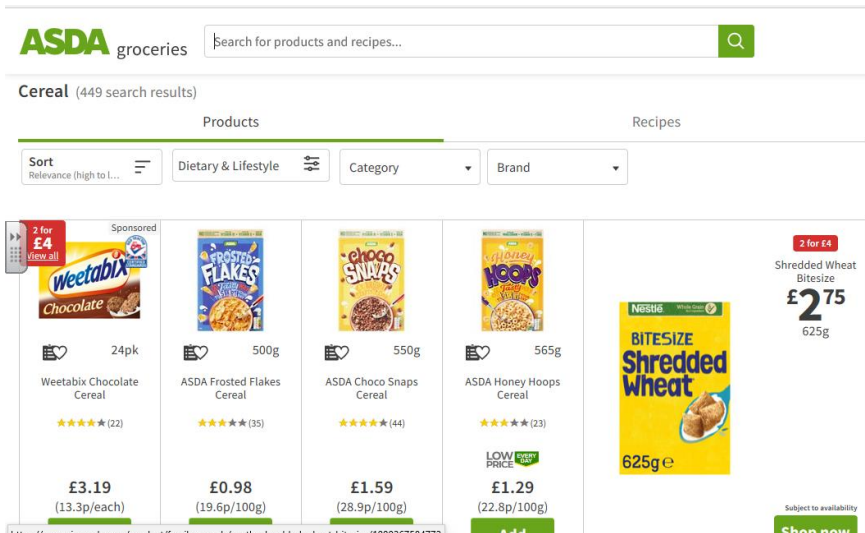 ASDA groceries
Search for products and recipes...
Cereal (449 search results)
Products
Recipes
Sort
Relevance (high to l...
Dietary & Lifestyle
Category
Brand
2 for
£4
View all
Sponsored
Weetabix
Chocolate
24pk
Weetabix Chocolate
Cereal
(22)
£3.19
(13.3p/each)
FROSTED
FLAKES
500g
ASDA Frosted Flakes
Cereal
(35)
£0.98
(19.6p/100g)
CHOCO
SNAPS
550g
ASDA Choco Snaps
Cereal
(44)
£1.59
(28.9p/100g)
Honey
HOOPS
565g
ASDA Honey Hoops
Cereal
(23)
LOW
PRICE
EVERY
DAY
£1.29
(22.8p/100g)
Add
Nestlé
Whole Grain
BITESIZE
Shredded
Wheat
625g e
2 for £4
Shredded Wheat
Bitesize
£2 75
625g
Subject to availability
Shop now